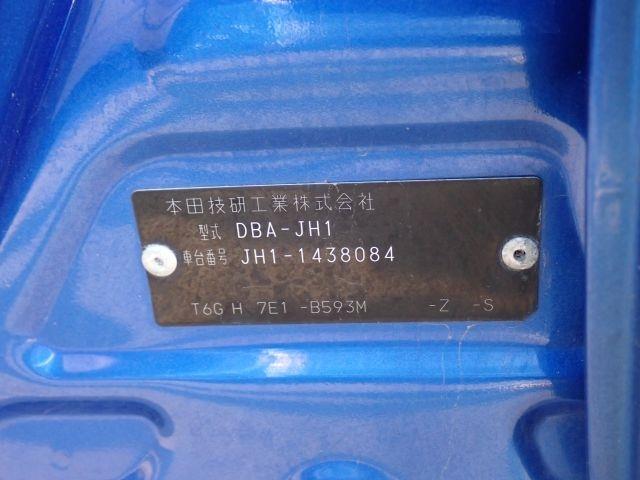 本田技研工業株式会社
型式 DBA-JH1
車台番号 JH1-1438084
T6G H 7E1 -B593M -Z -S